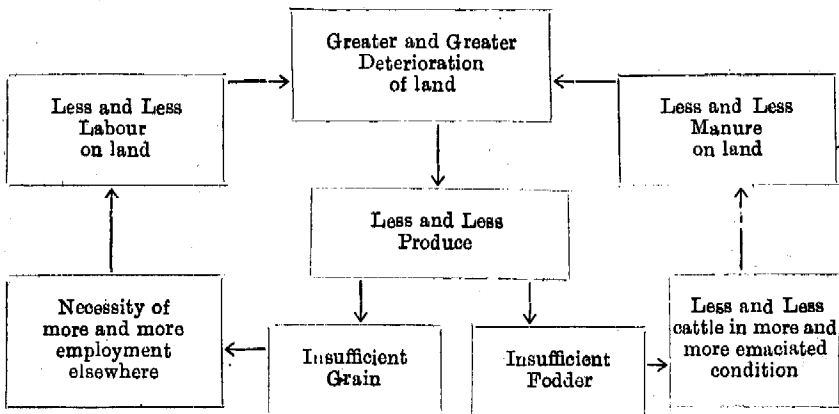 Greater and Greater
Deterioration
of land
Less and Less
Labour
on land
Less and Less
Manure
on land
Less and Less
Produce
Necessity of
more and more
employment
elsewhere
Insufficient
Grain
Insufficient
Fodder
Less and Less
cattle in more and
more emaciated
condition